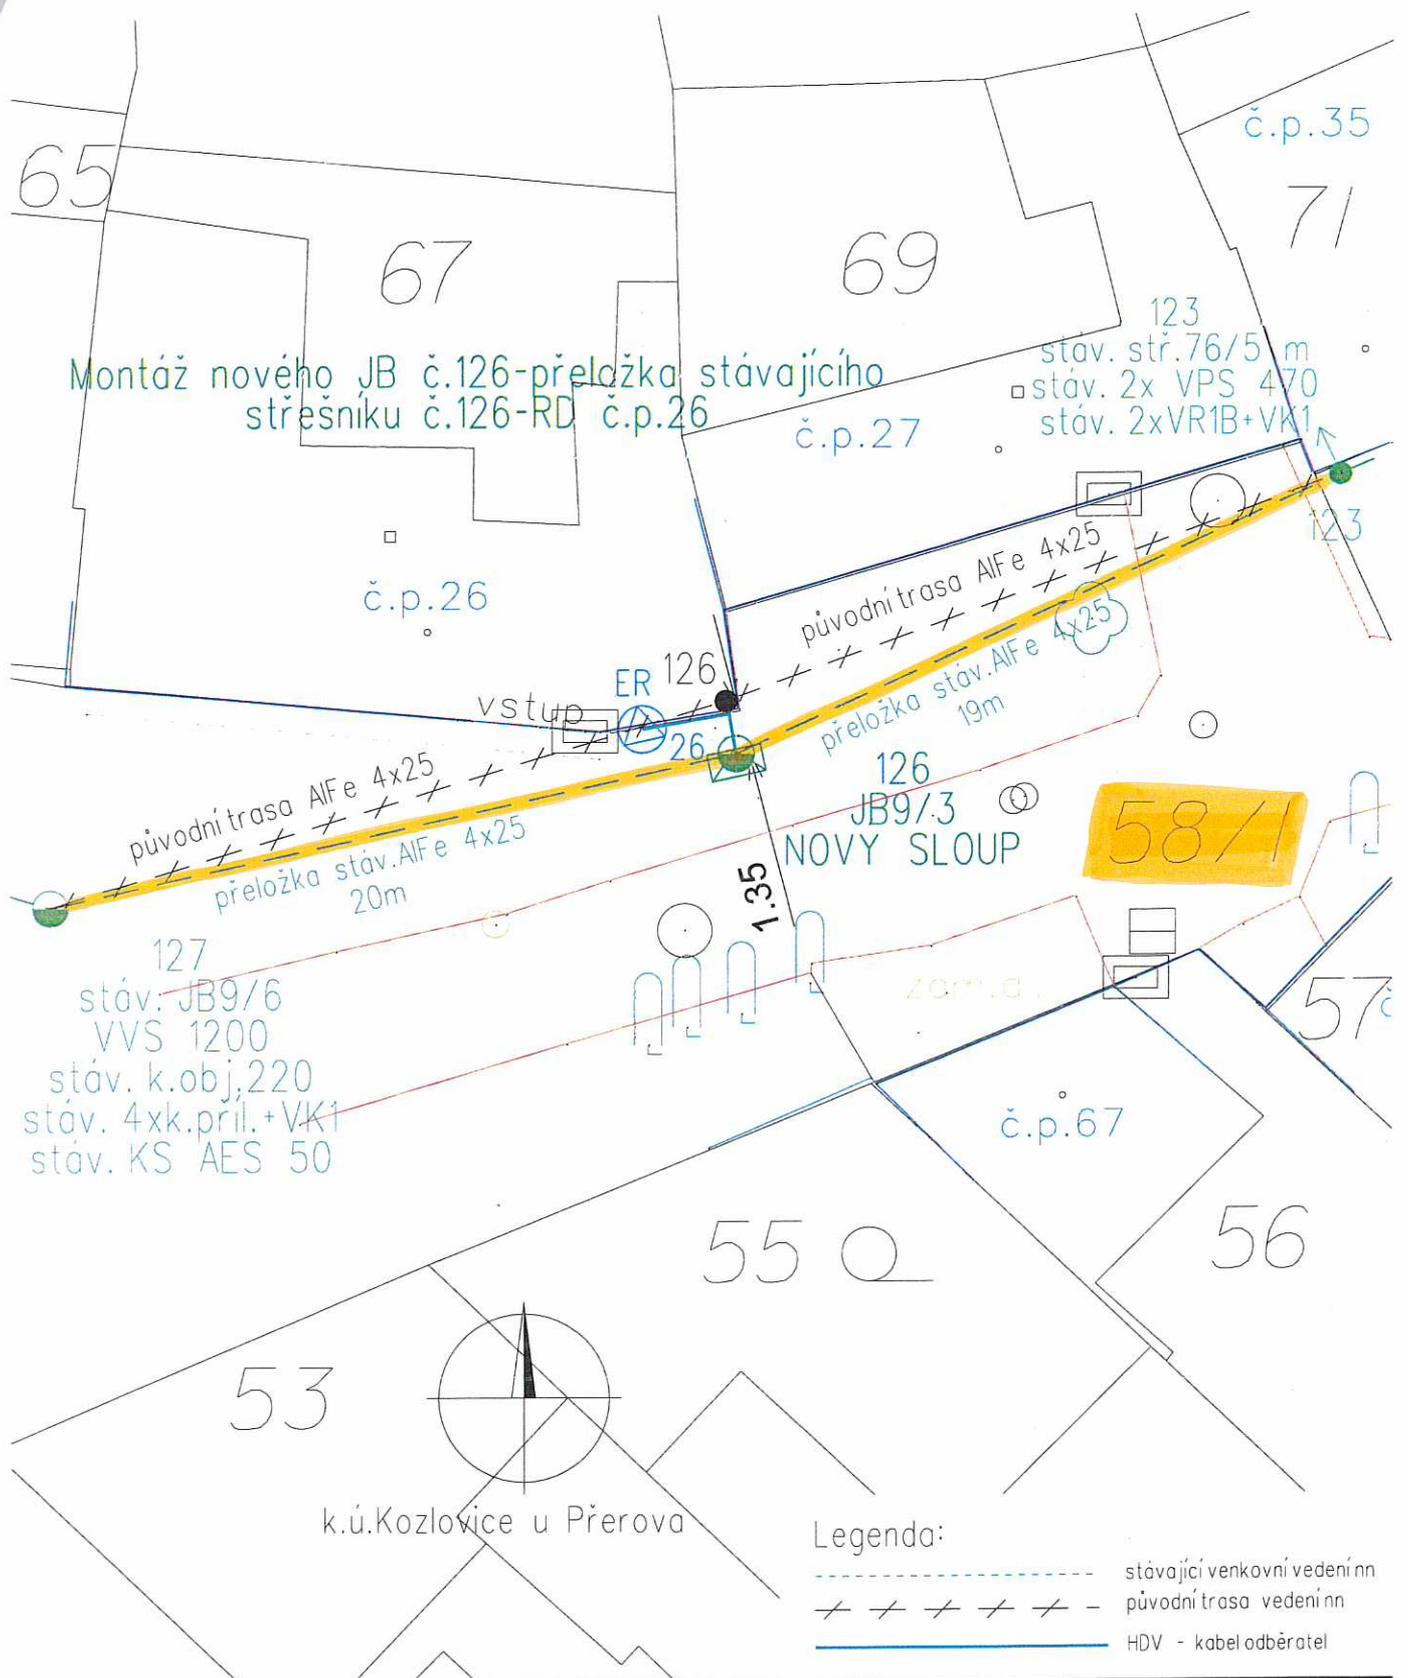 č.p.35
65
71
67
69
123
stáv. stř.76/5 m
stáv. 2x VPS 470
stáv. 2xVR1B+VK1
Montáž nového JB č.126-přeložka stávajícího
střešníku č.126-RD č.p.26
č.p.27
123
původní trasa AlFe 4x25
č.p.26
přeložka stáv.AlFe 4x25
19m
ER
126
vstup
26
126
JB9/3
NOVY SLOUP
58/1
původní trasa AlFe 4x25
přeložka stáv.AlFe 4x25
20m
1.35
127
stáv. JB9/6
VVS 1200
stáv. k.obj.220
stáv. 4xk.příl.+VK1
stáv. KS AES 50
zam.d.
57
č.p.67
55
56
53
k.ú.Kozlovice u Přerova
Legenda:
stávající venkovní vedení nn
původní trasa vedení nn
HDV - kabel odběratel